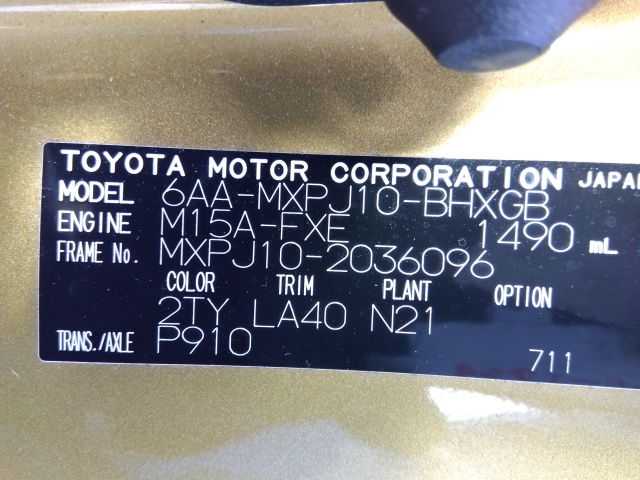 TOYOTA MOTOR CORPORATION JAPAN
MODEL 6AA-MXPJ10-BHXGB
ENGINE M15A-FXE 1490 mL
FRAME No. MXPJ10-2036096
COLOR TRIM PLANT OPTION
2TY LA40 N21
TRANS./AXLE P910
711